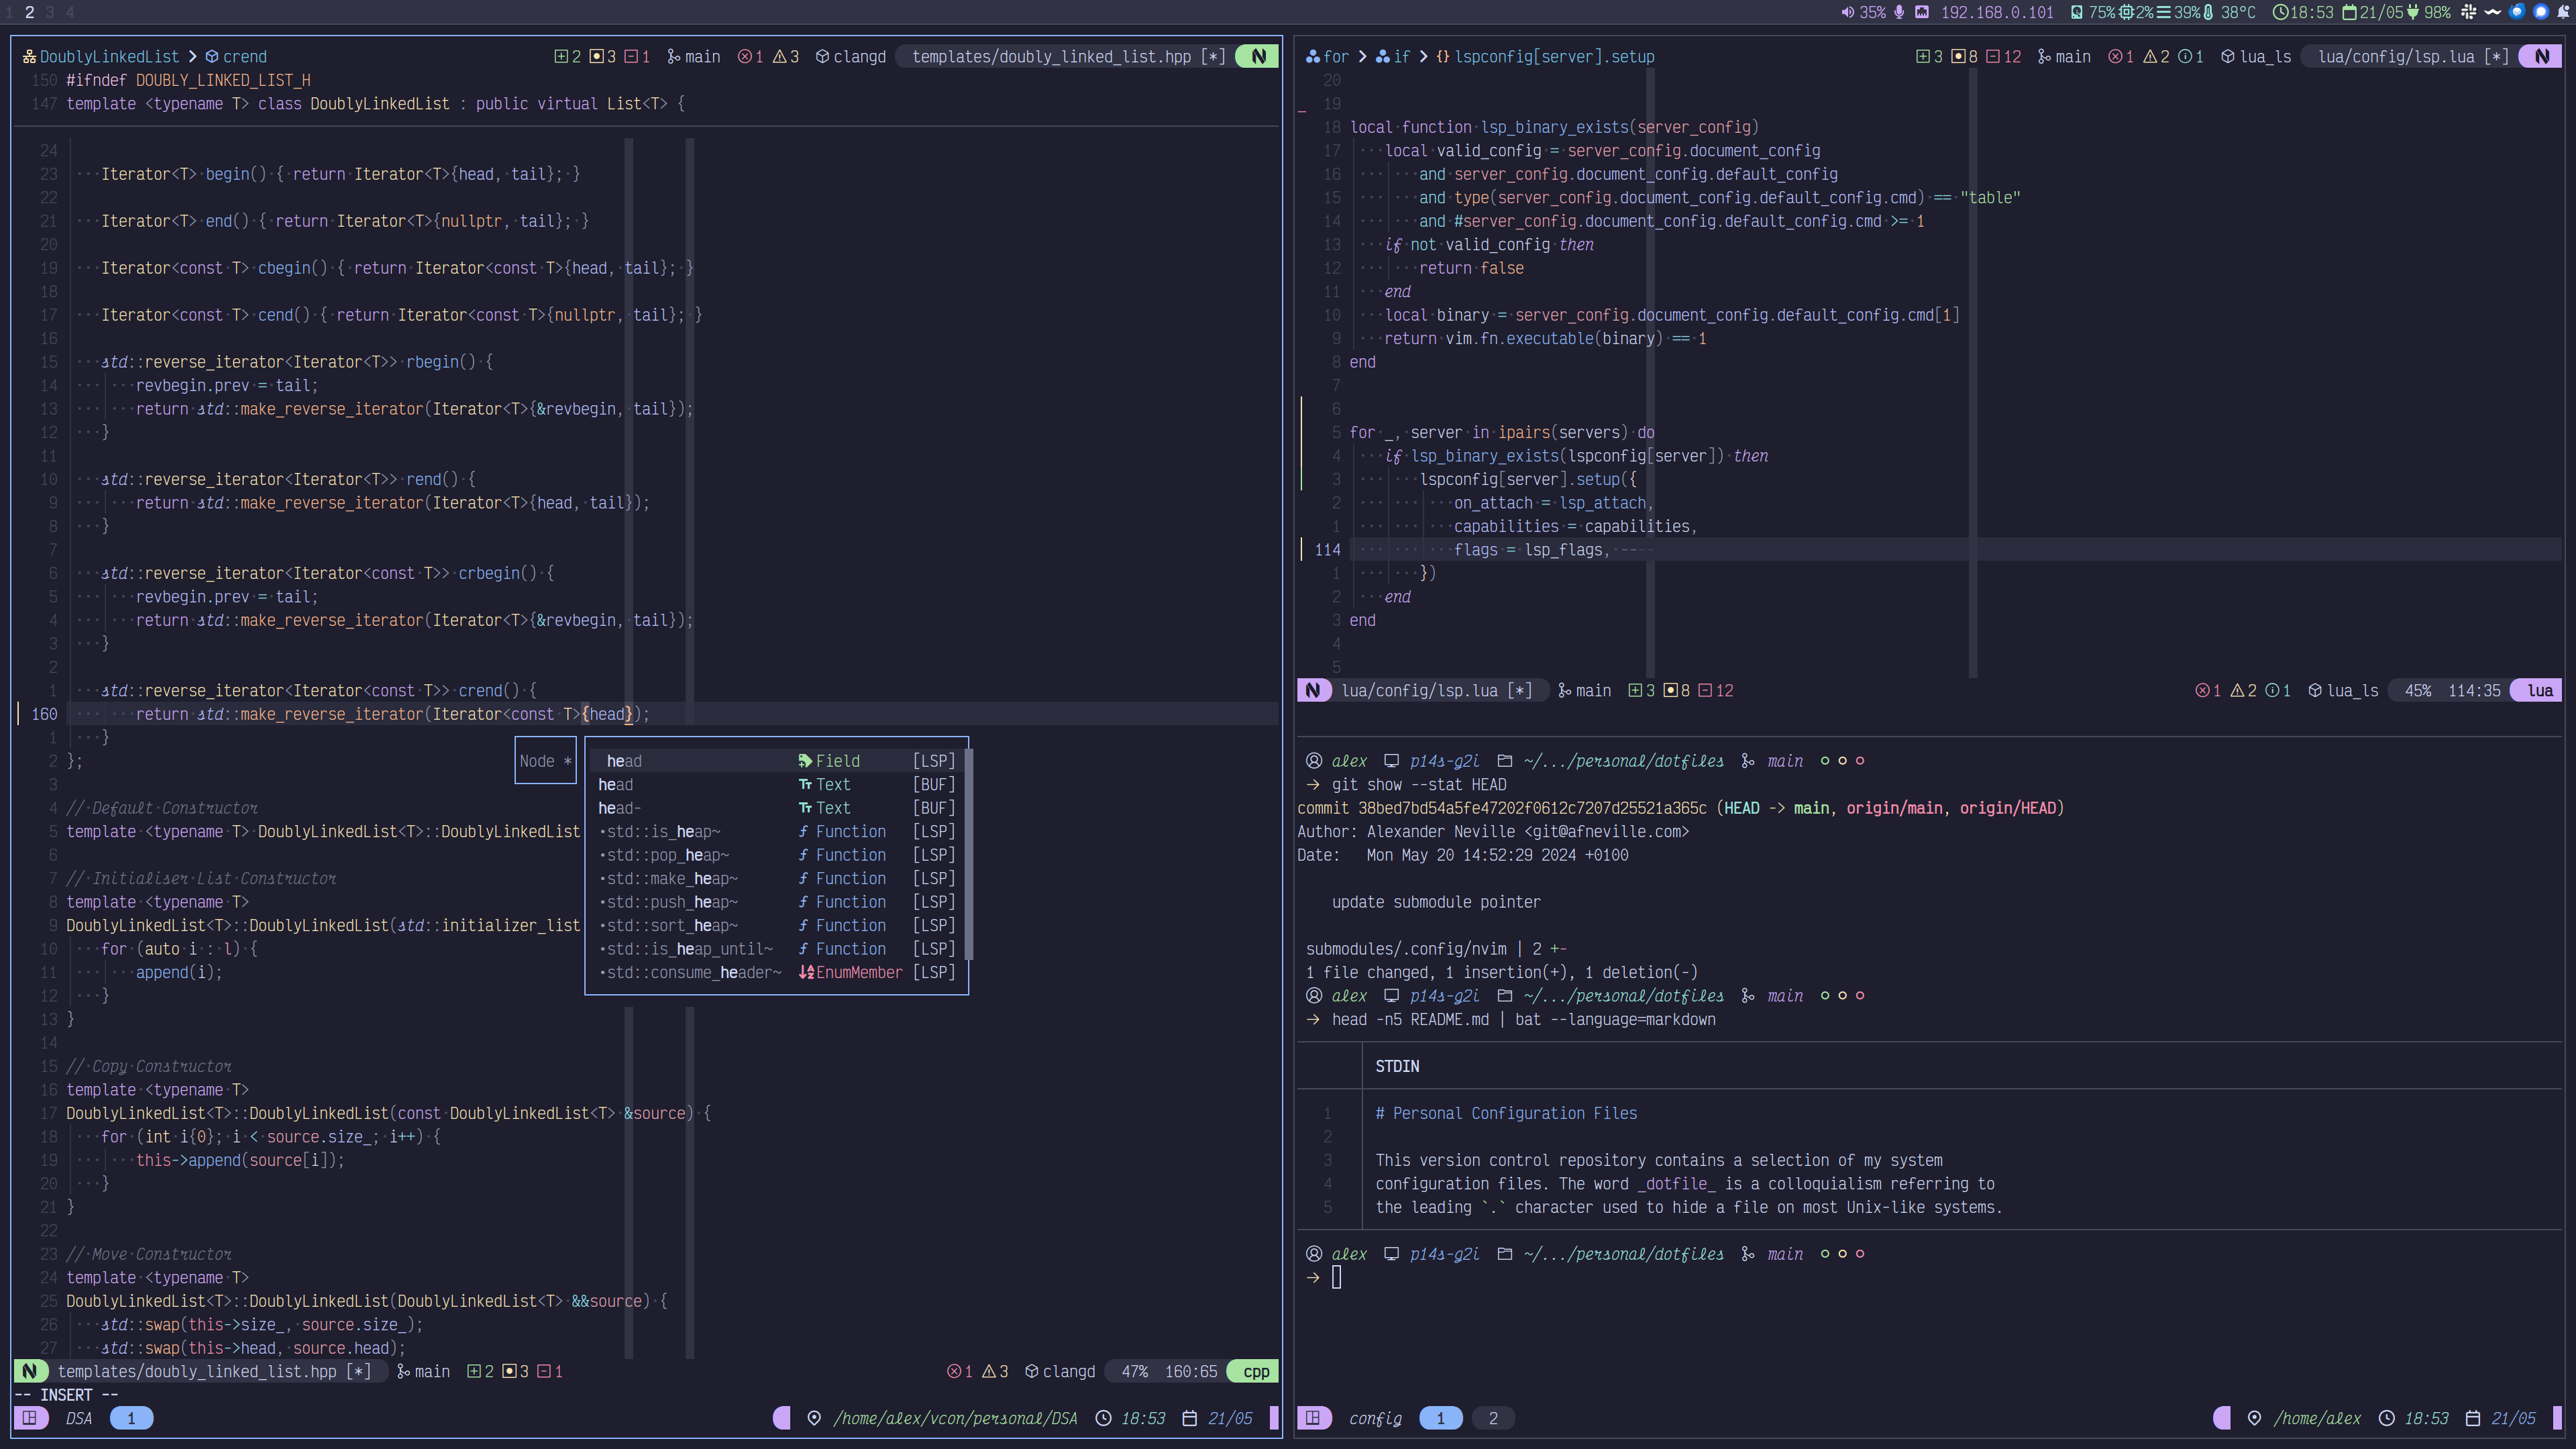 1 2 3 4
35% 192.168.0.101 75% 2% 39% 38°C 18:53 21/05 98%
DoublyLinkedList > crend 2 3 1 main 1 3 clangd templates/doubly_linked_list.hpp [*]
150 #ifndef DOUBLY_LINKED_LIST_H
147 template <typename T> class DoublyLinkedList : public virtual List<T> {
24
23 Iterator<T> begin() { return Iterator<T>{head, tail}; }
22
21 Iterator<T> end() { return Iterator<T>{nullptr, tail}; }
20
19 Iterator<const T> cbegin() { return Iterator<const T>{head, tail}; }
18
17 Iterator<const T> cend() { return Iterator<const T>{nullptr, tail}; }
16
15 std::reverse_iterator<Iterator<T>> rbegin() {
14 revbegin.prev = tail;
13 return std::make_reverse_iterator(Iterator<T>{&revbegin, tail});
12 }
11
10 std::reverse_iterator<Iterator<T>> rend() {
9 return std::make_reverse_iterator(Iterator<T>{head, tail});
8 }
7
6 std::reverse_iterator<Iterator<const T>> crbegin() {
5 revbegin.prev = tail;
4 return std::make_reverse_iterator(Iterator<T>{&revbegin, tail});
3 }
2
1 std::reverse_iterator<Iterator<const T>> crend() {
160 return std::make_reverse_iterator(Iterator<const T>{head});
1 }
2 };
3
4 // Default Constructor
5 template <typename T> DoublyLinkedList<T>::DoublyLinkedList
6
7 // Initialiser List Constructor
8 template <typename T>
9 DoublyLinkedList<T>::DoublyLinkedList(std::initializer_list
10 for (auto i : l) {
11 append(i);
12 }
13 }
14
15 // Copy Constructor
16 template <typename T>
17 DoublyLinkedList<T>::DoublyLinkedList(const DoublyLinkedList<T> &source) {
18 for (int i{0}; i < source.size_; i++) {
19 this->append(source[i]);
20 }
21 }
22
23 // Move Constructor
24 template <typename T>
25 DoublyLinkedList<T>::DoublyLinkedList(DoublyLinkedList<T> &&source) {
26 std::swap(this->size_, source.size_);
27 std::swap(this->head, source.head);
Node *
head Field [LSP]
head Text [BUF]
head- Text [BUF]
•std::is_heap~ Function [LSP]
•std::pop_heap~ Function [LSP]
•std::make_heap~ Function [LSP]
•std::push_heap~ Function [LSP]
•std::sort_heap~ Function [LSP]
•std::is_heap_until~ Function [LSP]
•std::consume_header~ EnumMember [LSP]
templates/doubly_linked_list.hpp [*] main 2 3 1 1 3 clangd 47% 160:65 cpp
-- INSERT --
DSA 1 /home/alex/vcon/personal/DSA 18:53 21/05
for > if > {} lspconfig[server].setup 3 8 12 main 1 2 1 lua_ls lua/config/lsp.lua [*]
20
19
18 local function lsp_binary_exists(server_config)
17 local valid_config = server_config.document_config
16 and server_config.document_config.default_config
15 and type(server_config.document_config.default_config.cmd) == "table"
14 and #server_config.document_config.default_config.cmd >= 1
13 if not valid_config then
12 return false
11 end
10 local binary = server_config.document_config.default_config.cmd[1]
9 return vim.fn.executable(binary) == 1
8 end
7
6
5 for _, server in ipairs(servers) do
4 if lsp_binary_exists(lspconfig[server]) then
3 lspconfig[server].setup({
2 on_attach = lsp_attach,
1 capabilities = capabilities,
114 flags = lsp_flags, ----
1 })
2 end
3 end
4
5
lua/config/lsp.lua [*] main 3 8 12 1 2 1 lua_ls 45% 114:35 lua
alex p14s-g2i ~/.../personal/dotfiles main
→ git show --stat HEAD
commit 38bed7bd54a5fe47202f0612c7207d25521a365c (HEAD -> main, origin/main, origin/HEAD)
Author: Alexander Neville <git@afneville.com>
Date: Mon May 20 14:52:29 2024 +0100
update submodule pointer
submodules/.config/nvim | 2 +-
1 file changed, 1 insertion(+), 1 deletion(-)
alex p14s-g2i ~/.../personal/dotfiles main
→ head -n5 README.md | bat --language=markdown
STDIN
1 # Personal Configuration Files
2
3 This version control repository contains a selection of my system
4 configuration files. The word _dotfile_ is a colloquialism referring to
5 the leading `.` character used to hide a file on most Unix-like systems.
alex p14s-g2i ~/.../personal/dotfiles main
→
config 1 2 /home/alex 18:53 21/05